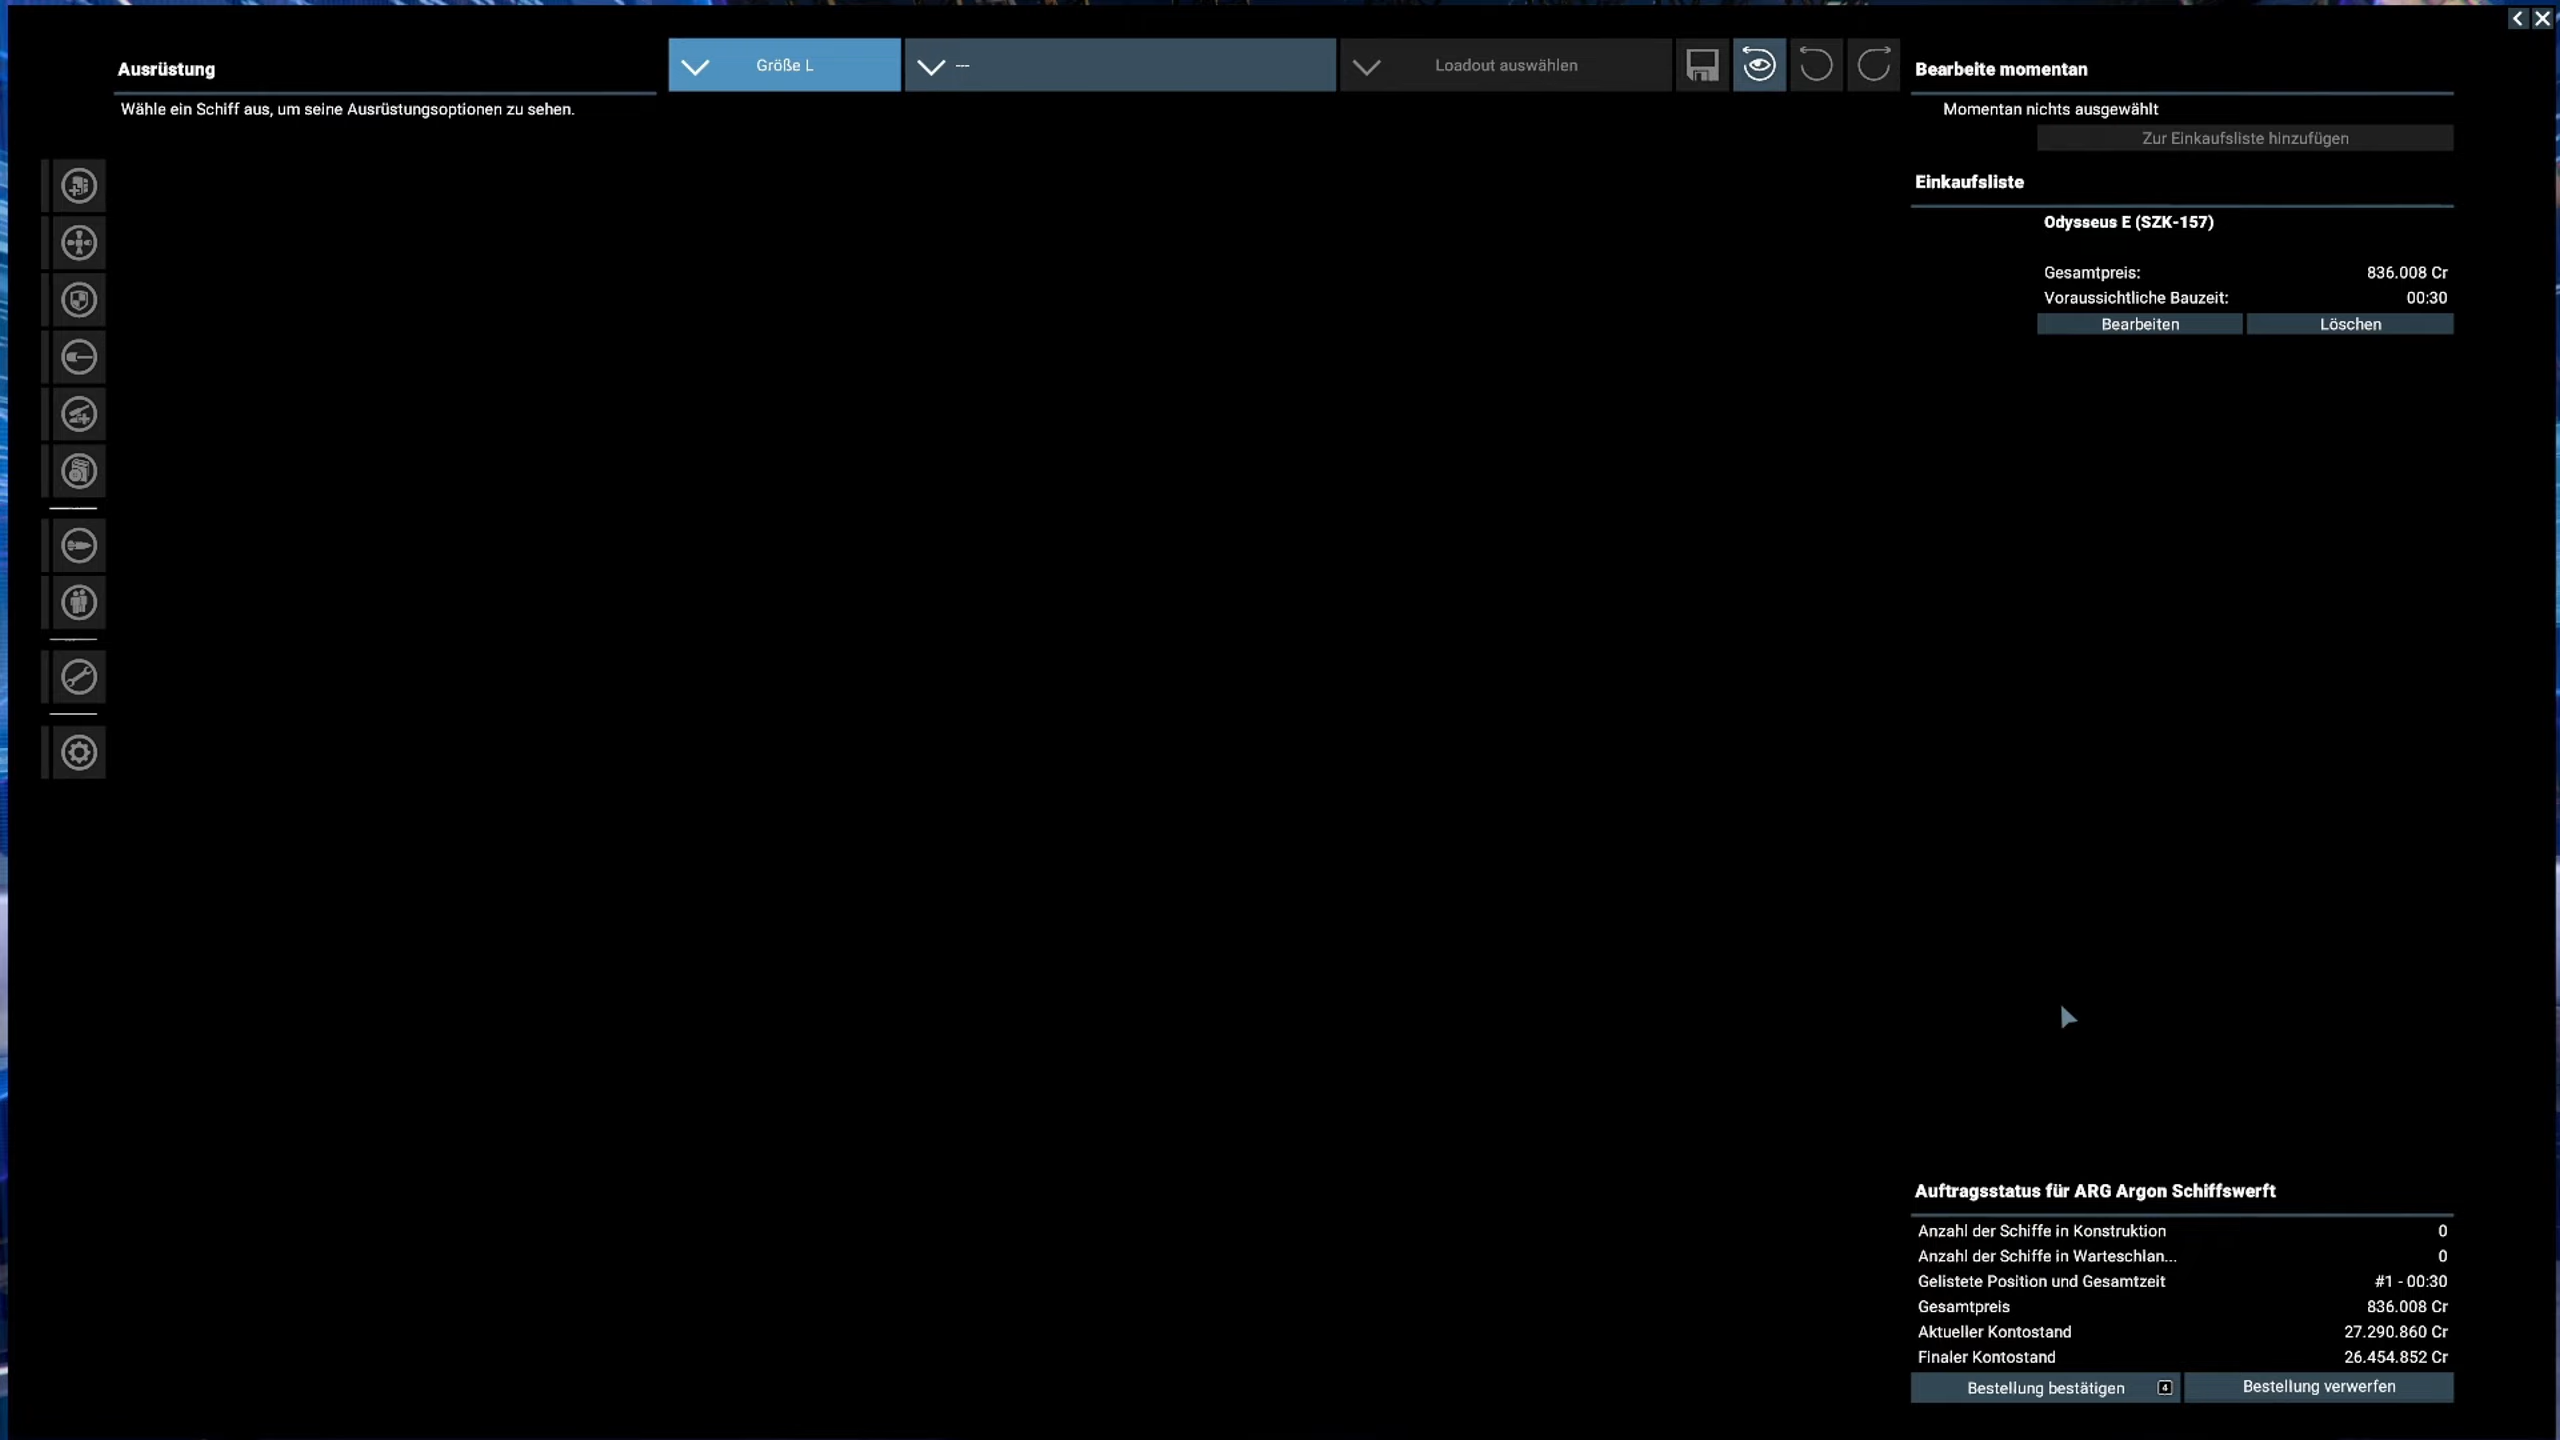 Ausrüstung
Wähle ein Schiff aus, um seine Ausrüstungsoptionen zu sehen.
Größe L
---
Loadout auswählen
Bearbeite momentan
Momentan nichts ausgewählt
Zur Einkaufsliste hinzufügen
Einkaufsliste
Odysseus E (SZK-157)
Gesamtpreis: 836.008 Cr
Voraussichtliche Bauzeit: 00:30
Bearbeiten Löschen
Auftragsstatus für ARG Argon Schiffswerft
Anzahl der Schiffe in Konstruktion 0
Anzahl der Schiffe in Warteschlan... 0
Gelistete Position und Gesamtzeit #1 - 00:30
Gesamtpreis 836.008 Cr
Aktueller Kontostand 27.290.860 Cr
Finaler Kontostand 26.454.852 Cr
Bestellung bestätigen 4 Bestellung verwerfen